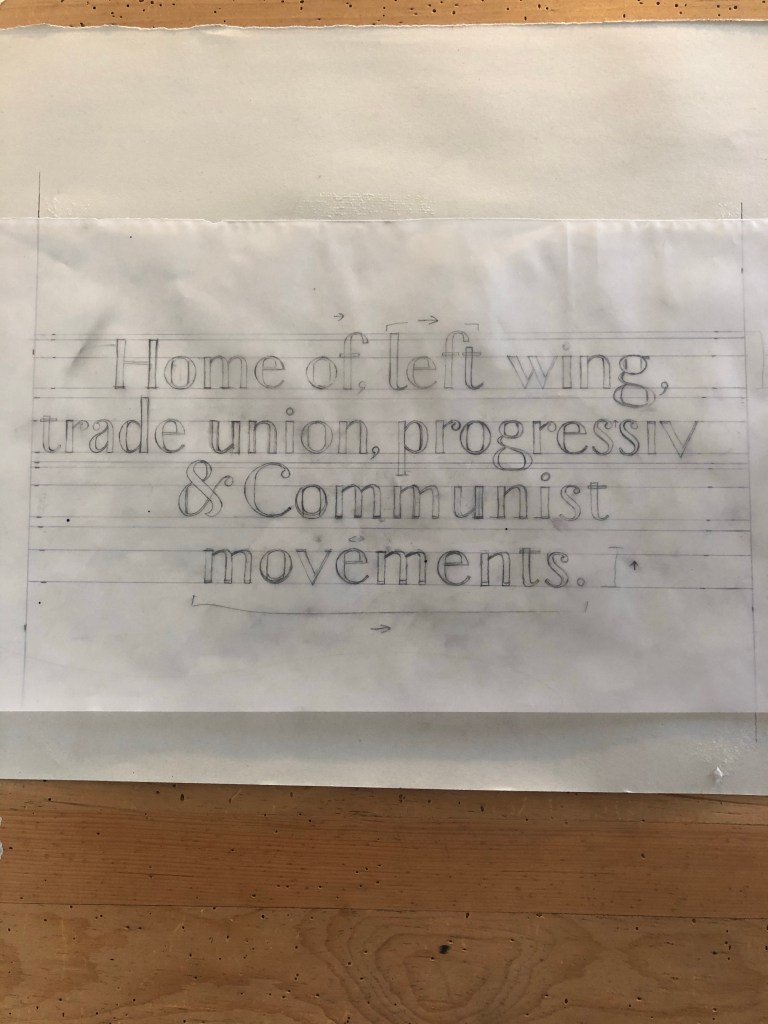 Home of, left wing,
trade union, progressiv
& Communist
movements.